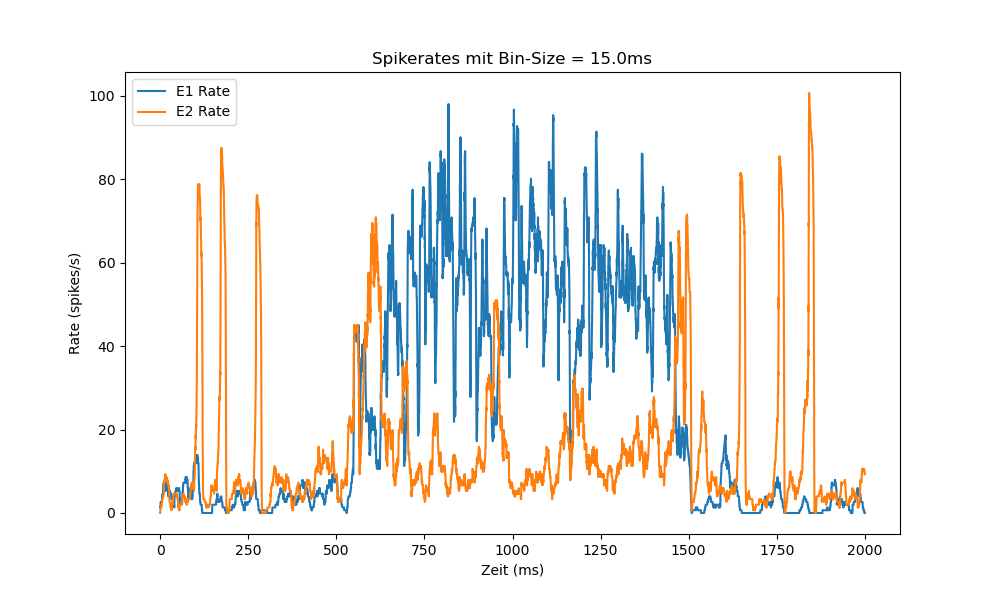 Spikerates mit Bin-Size = 15.0ms
E1 Rate
E2 Rate
100
80
60
40
20
0
Rate (spikes/s)
0 250 500 750 1000 1250 1500 1750 2000
Zeit (ms)